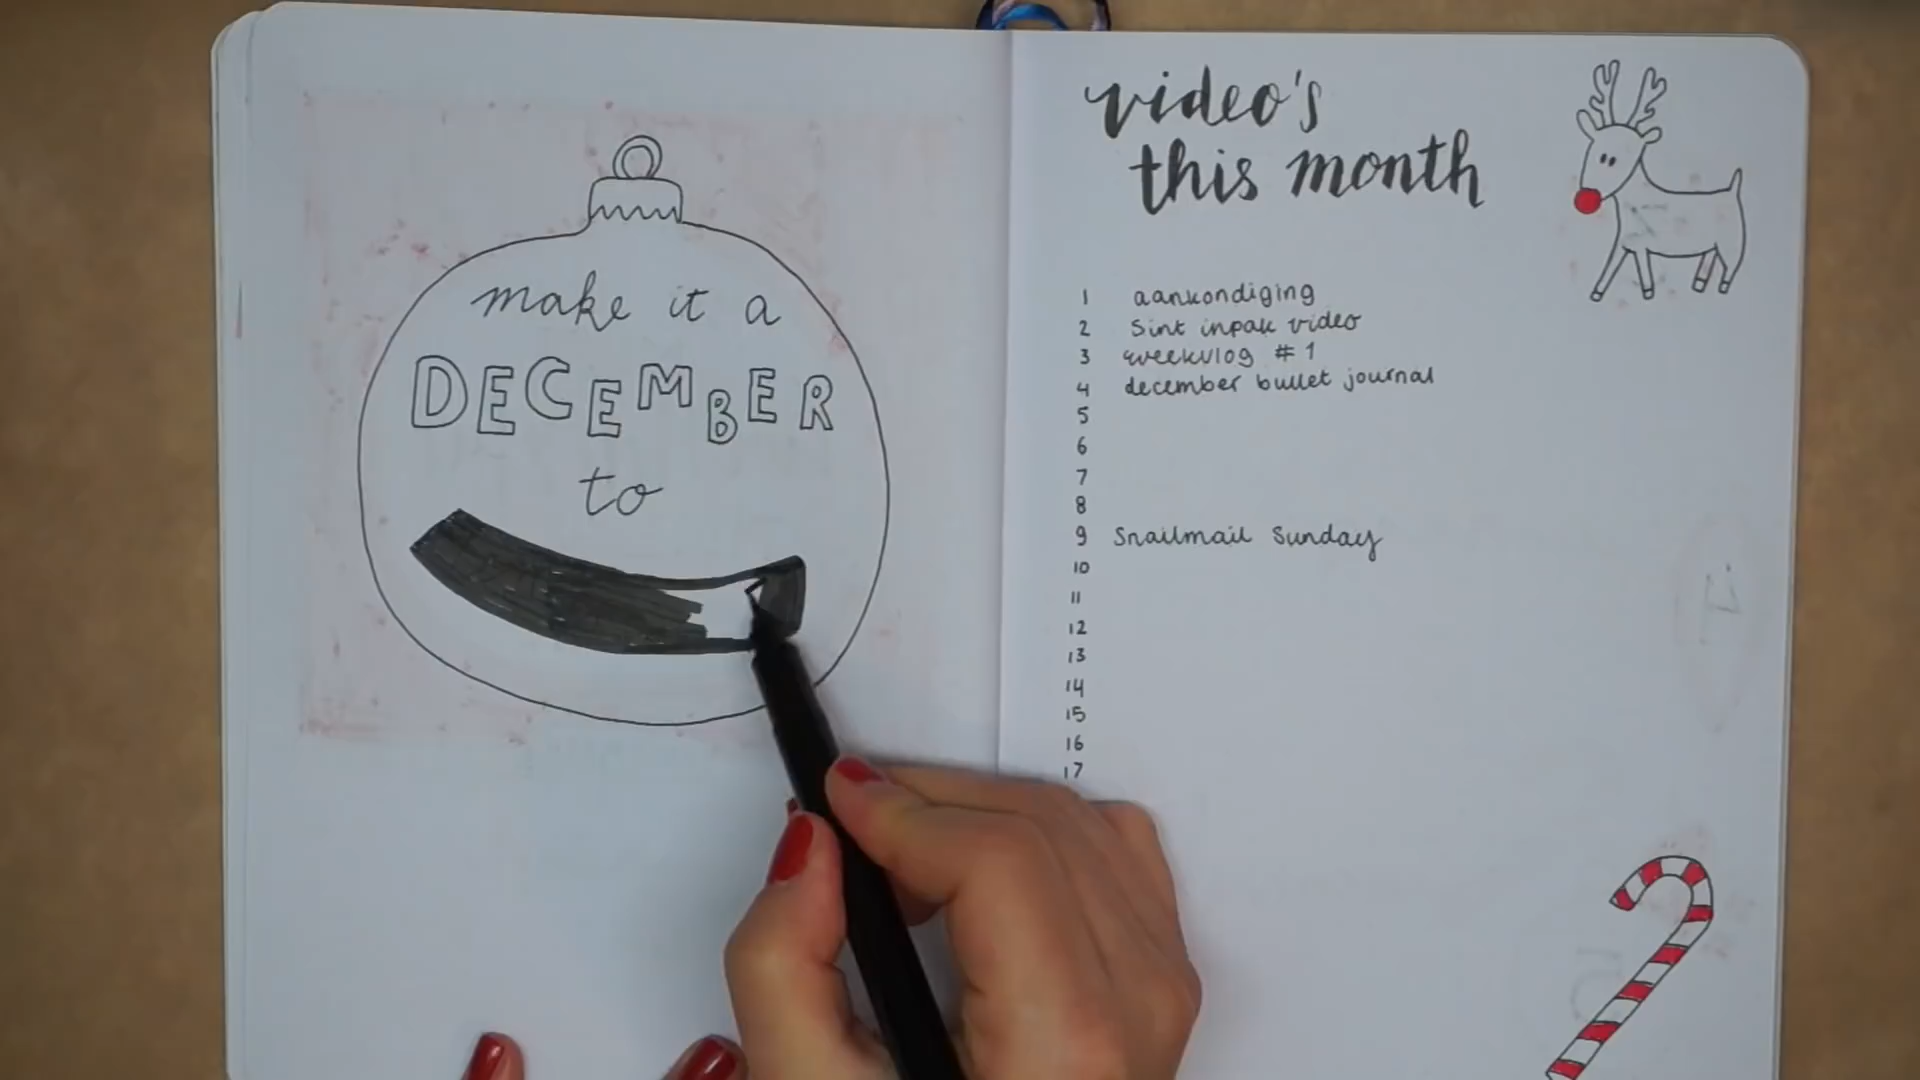 make it a
DECEMBER
to
video's
this month
1 aankondiging
2 Sint inpak video
3 weekvlog #1
4 december bullet journal
5
6
7
8
9 Snailmail Sunday
10
11
12
13
14
15
16
17